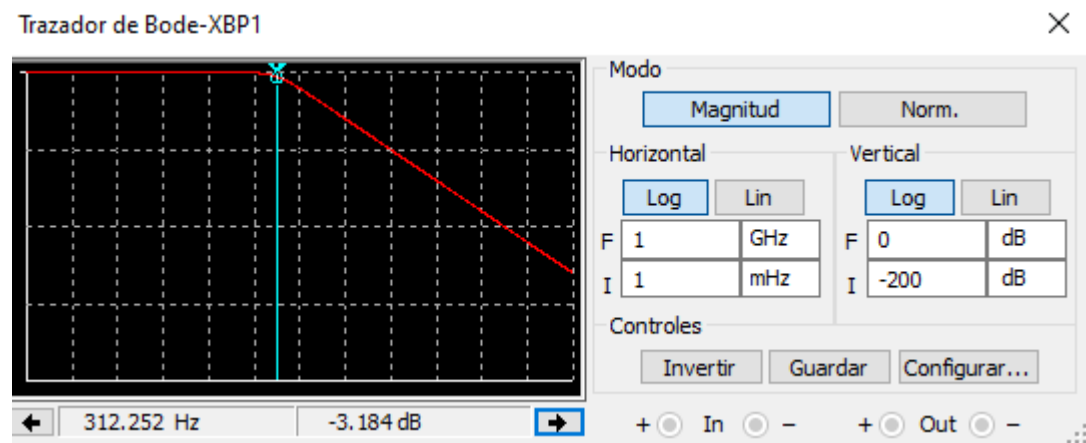 Trazador de Bode-XBP1
Modo
Magnitud Norm.
Horizontal Vertical
Log Lin Log Lin
F 1 GHz F 0 dB
I 1 mHz I -200 dB
Controles
Invertir Guardar Configurar...
312.252 Hz -3.184 dB + In - + Out -